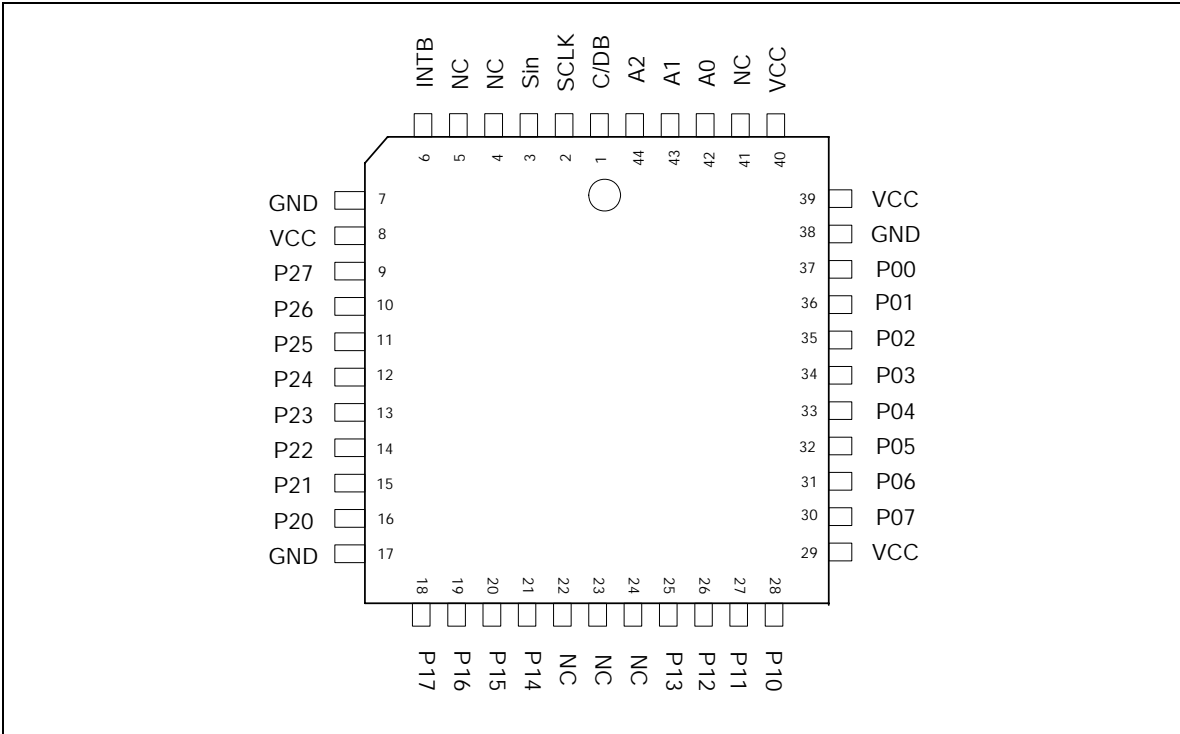 INTB NC NC Sin SCLK C/DB A2 A1 A0 NC VCC
6 5 4 3 2 1 44 43 42 41 40
GND 7 39 VCC
VCC 8 38 GND
P27 9 37 P00
P26 10 36 P01
P25 11 35 P02
P24 12 34 P03
P23 13 33 P04
P22 14 32 P05
P21 15 31 P06
P20 16 30 P07
GND 17 29 VCC
18 19 20 21 22 23 24 25 26 27 28
P17 P16 P15 P14 NC NC NC P13 P12 P11 P10